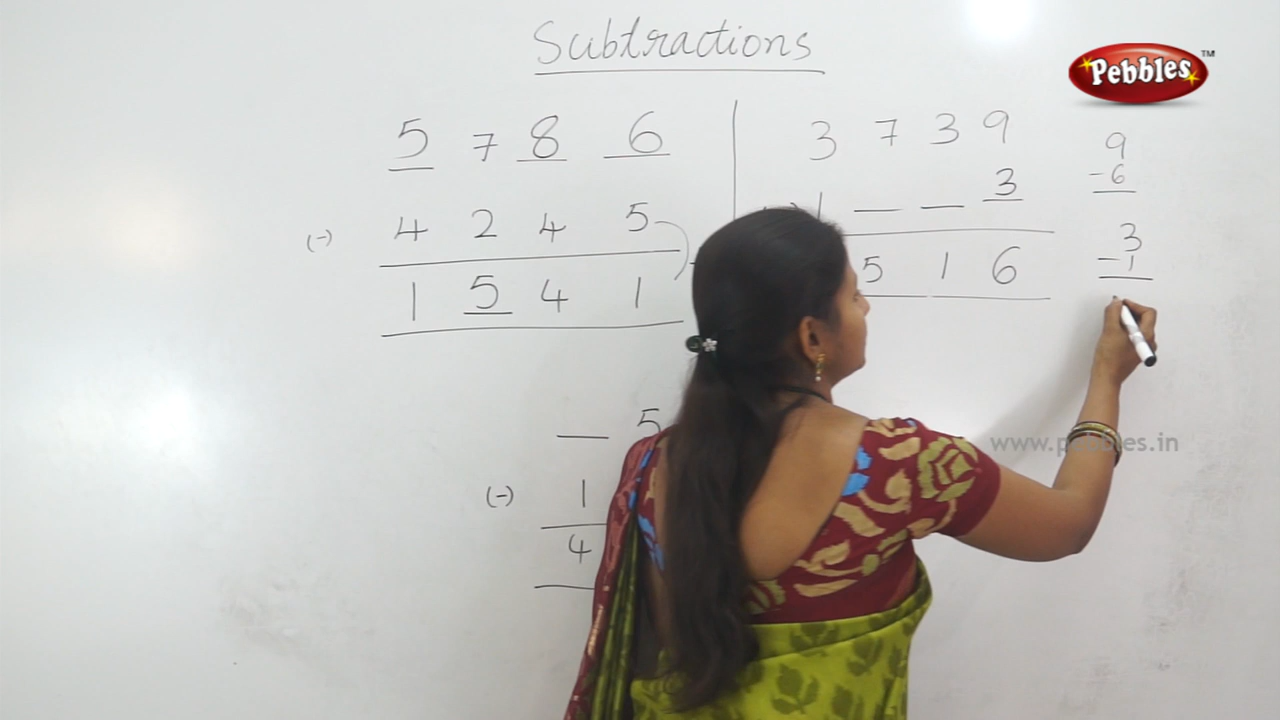 Subtractions
Pebbles™
5 7 8 6
(-) 4 2 4 5
1 5 4 1
3 7 3 9
_ _ 3
5 1 6
9
-6
3
-1
_ 5
(-) 1
4
www.pebbles.in